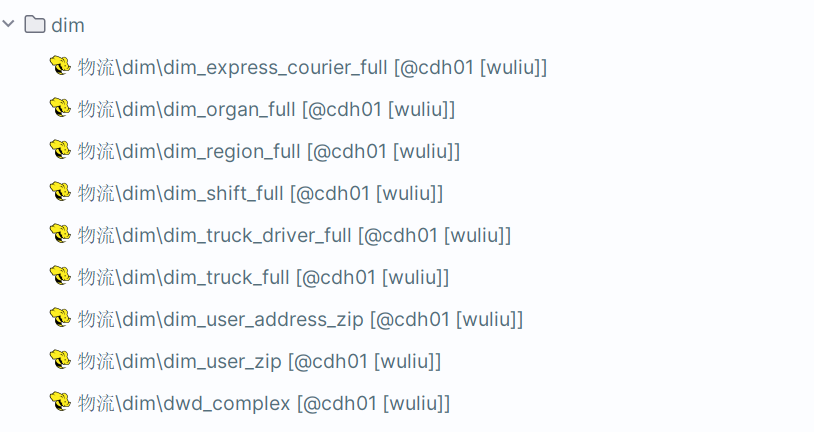 dim
物流\dim\dim_express_courier_full [@cdh01 [wuliu]]
物流\dim\dim_organ_full [@cdh01 [wuliu]]
物流\dim\dim_region_full [@cdh01 [wuliu]]
物流\dim\dim_shift_full [@cdh01 [wuliu]]
物流\dim\dim_truck_driver_full [@cdh01 [wuliu]]
物流\dim\dim_truck_full [@cdh01 [wuliu]]
物流\dim\dim_user_address_zip [@cdh01 [wuliu]]
物流\dim\dim_user_zip [@cdh01 [wuliu]]
物流\dim\dwd_complex [@cdh01 [wuliu]]